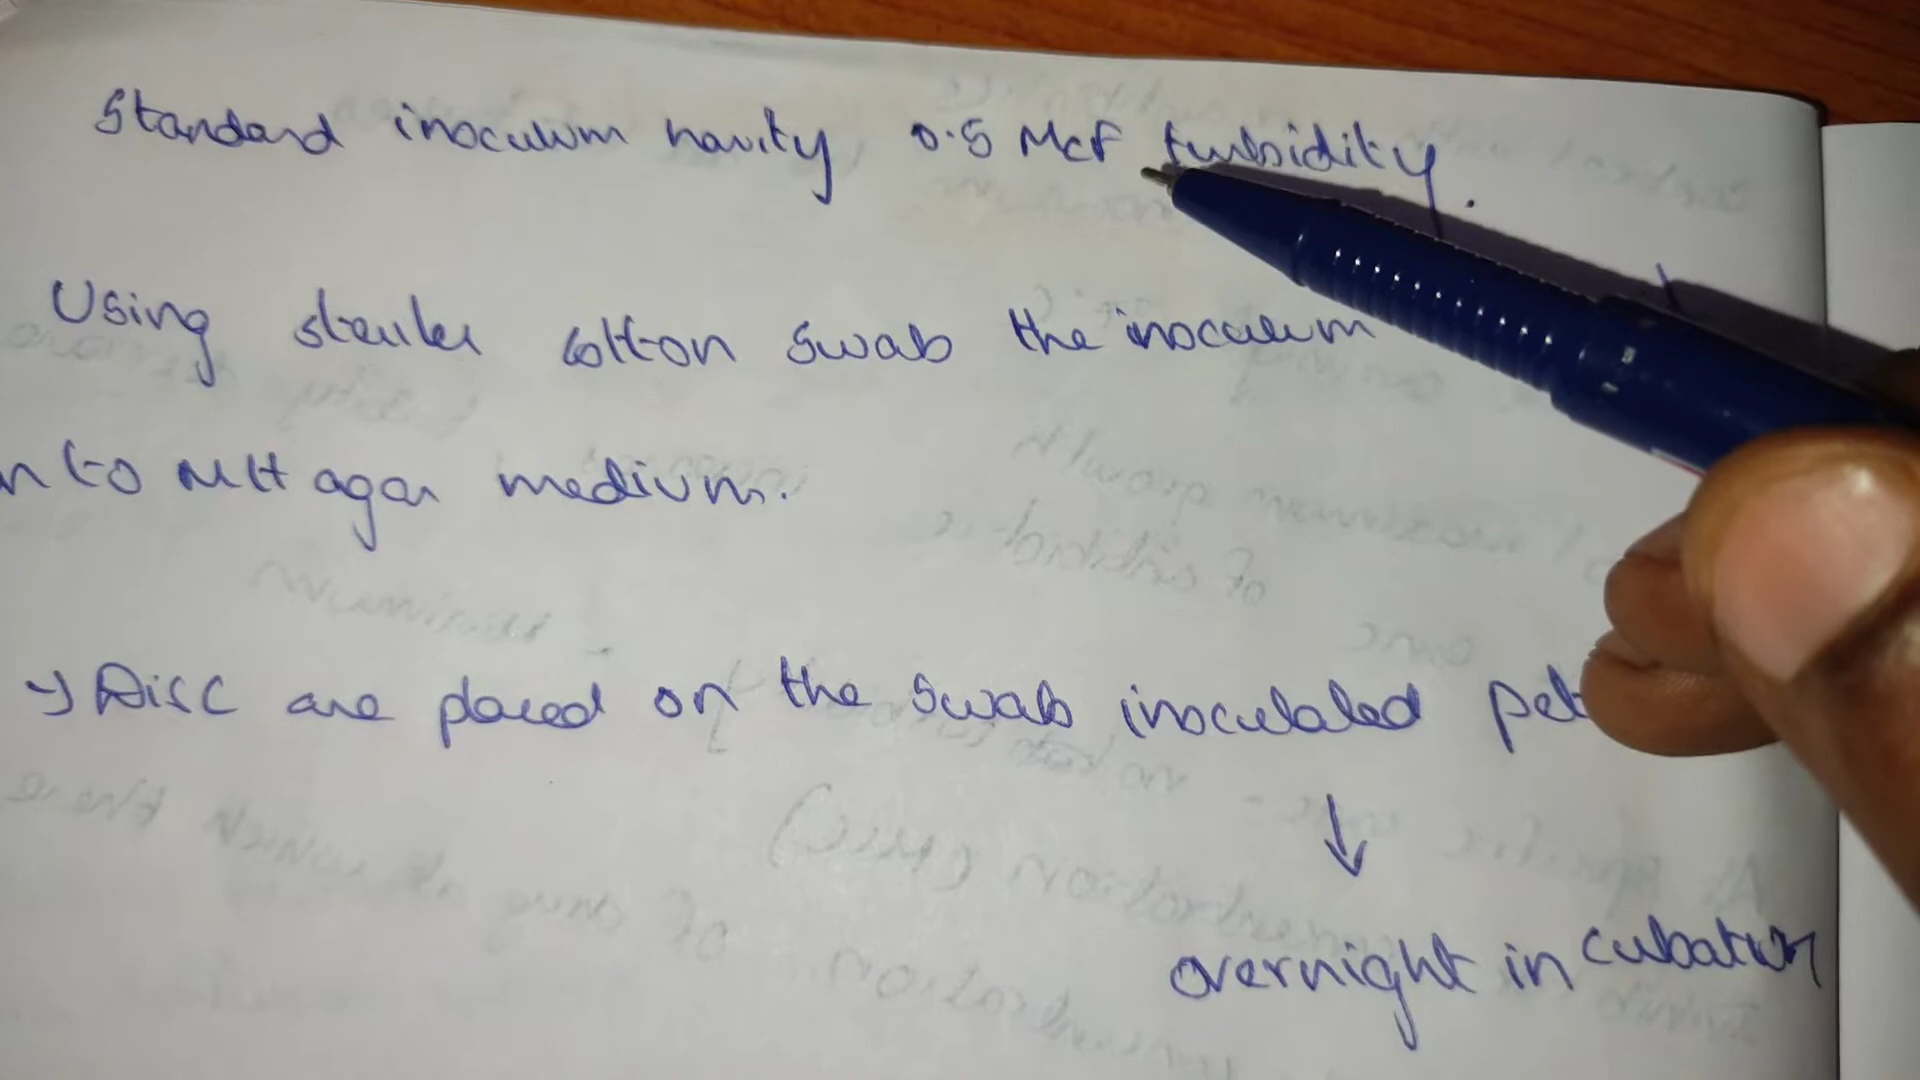 Standard inoculum having 0.5 McF turbidity.
Using sterile cotton swab the inoculum
to MH agar medium.
→ Disc are placed on the swab inoculated pet
↓
overnight incubation